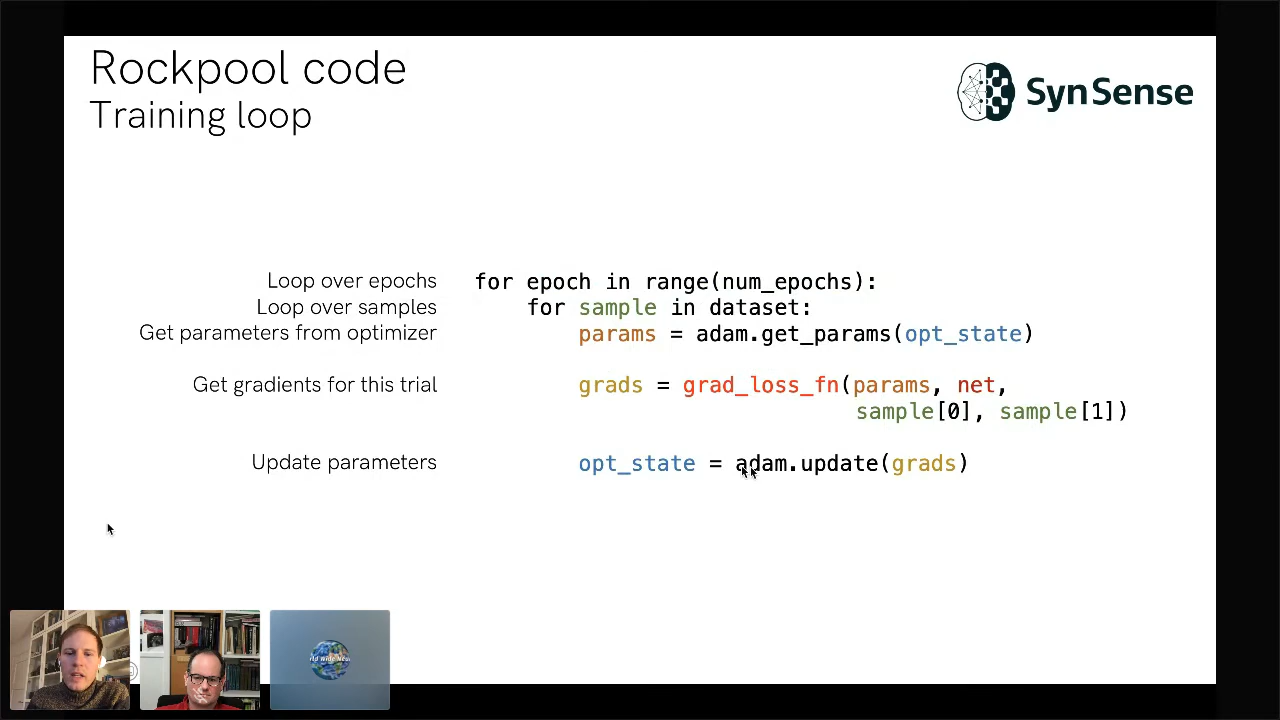 Rockpool code
Training loop
SynSense
Loop over epochs for epoch in range(num_epochs):
Loop over samples for sample in dataset:
Get parameters from optimizer params = adam.get_params(opt_state)
Get gradients for this trial grads = grad_loss_fn(params, net,
sample[0], sample[1])
Update parameters opt_state = adam.update(grads)